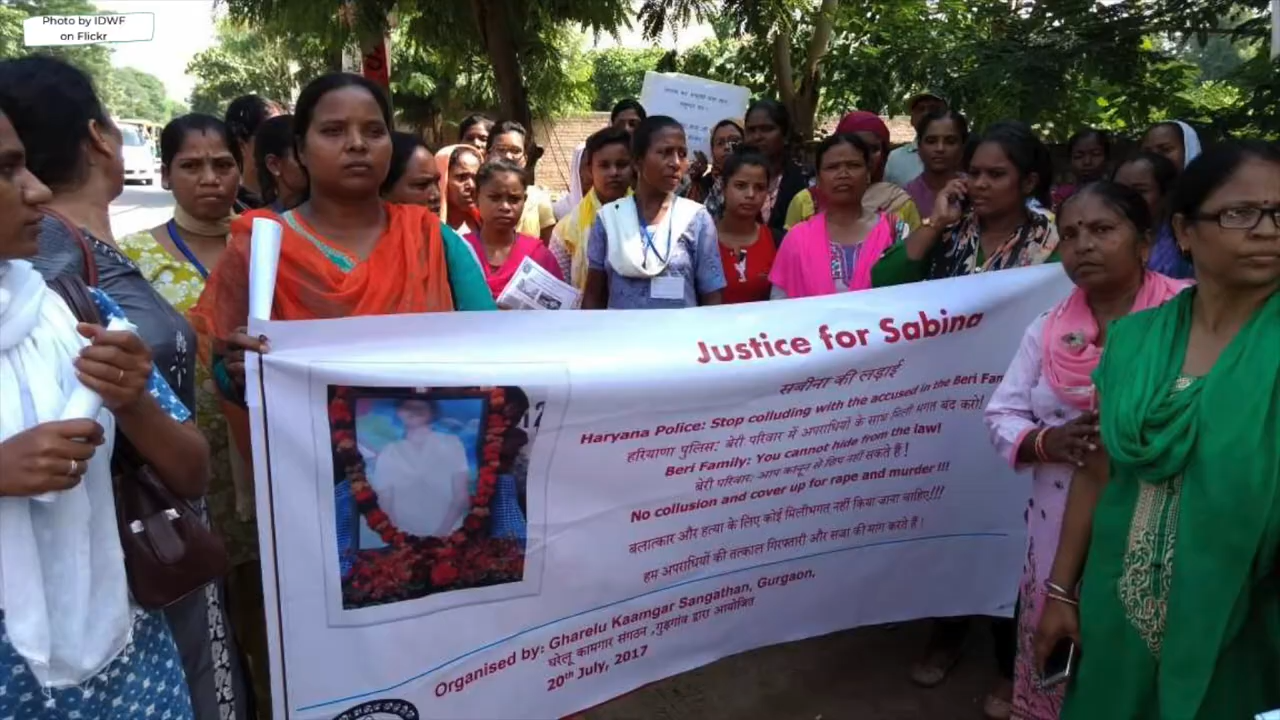 Photo by IDWF
on Flickr
Justice for Sabina
सबीना की लड़ाई
Haryana Police: Stop colluding with the accused in the Beri Fam
हरियाणा पुलिस: बेरी परिवार में अपराधियों के साथ मिली भगत बंद करो!
Beri Family: You cannot hide from the law!
बेरी परिवार: आप कानून से छिप नहीं सकते हैं !
No collusion and cover up for rape and murder !!!
बलात्कार और हत्या के लिए कोई मिलीभगत नहीं किया जाना चाहिए!!!
हम अपराधियों की तत्काल गिरफ्तारी और सजा की मांग करते हैं !
Organised by: Gharelu Kaamgar Sangathan, Gurgaon,
घरेलू कामगार संगठन ,गुड़गांव द्वारा आयोजित
20th July, 2017